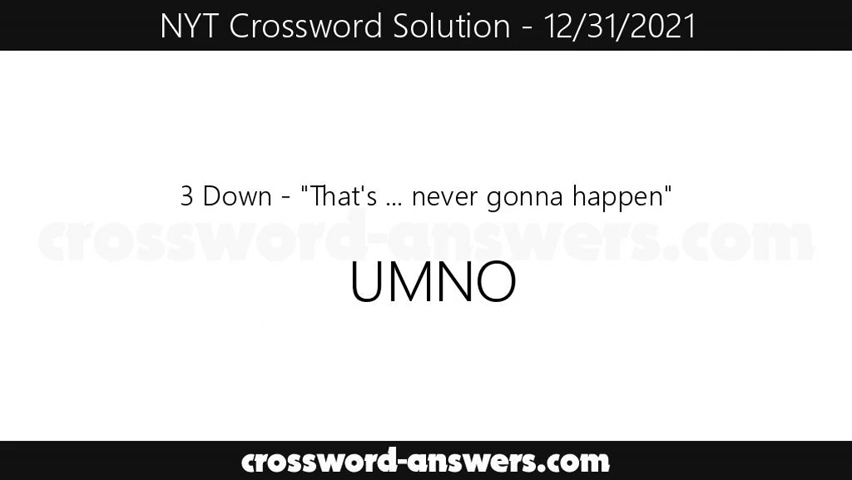 NYT Crossword Solution - 12/31/2021
3 Down - "That's ... never gonna happen"
crossword-answers.com
UMNO
crossword-answers.com